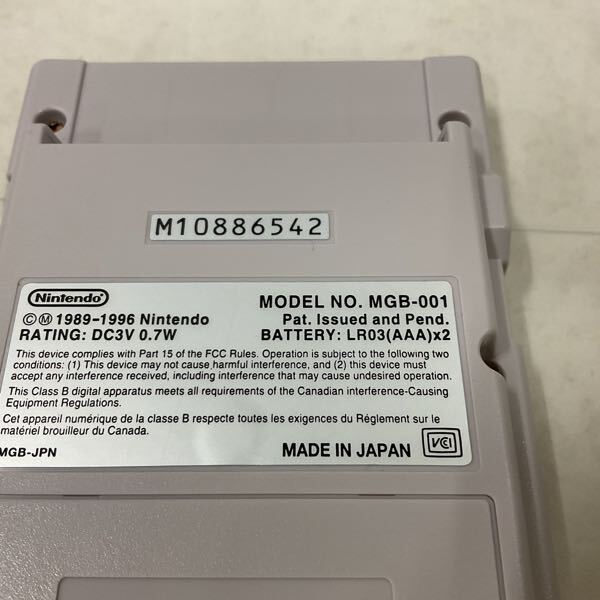 M10886542
Nintendo
MODEL NO. MGB-001
©Ⓜ 1989-1996 Nintendo
Pat. Issued and Pend.
RATING: DC3V 0.7W
BATTERY: LR03(AAA)x2
This device complies with Part 15 of the FCC Rules. Operation is subject to the following two
conditions: (1) This device may not cause harmful interference, and (2) this device must
accept any interference received, including interference that may cause undesired operation.
This Class B digital apparatus meets all requirements of the Canadian Interference-Causing
Equipment Regulations.
Cet appareil numérique de la classe B respecte toutes les exigences du Réglement sur le
matériel brouilleur du Canada.
MGB-JPN
MADE IN JAPAN
VCI